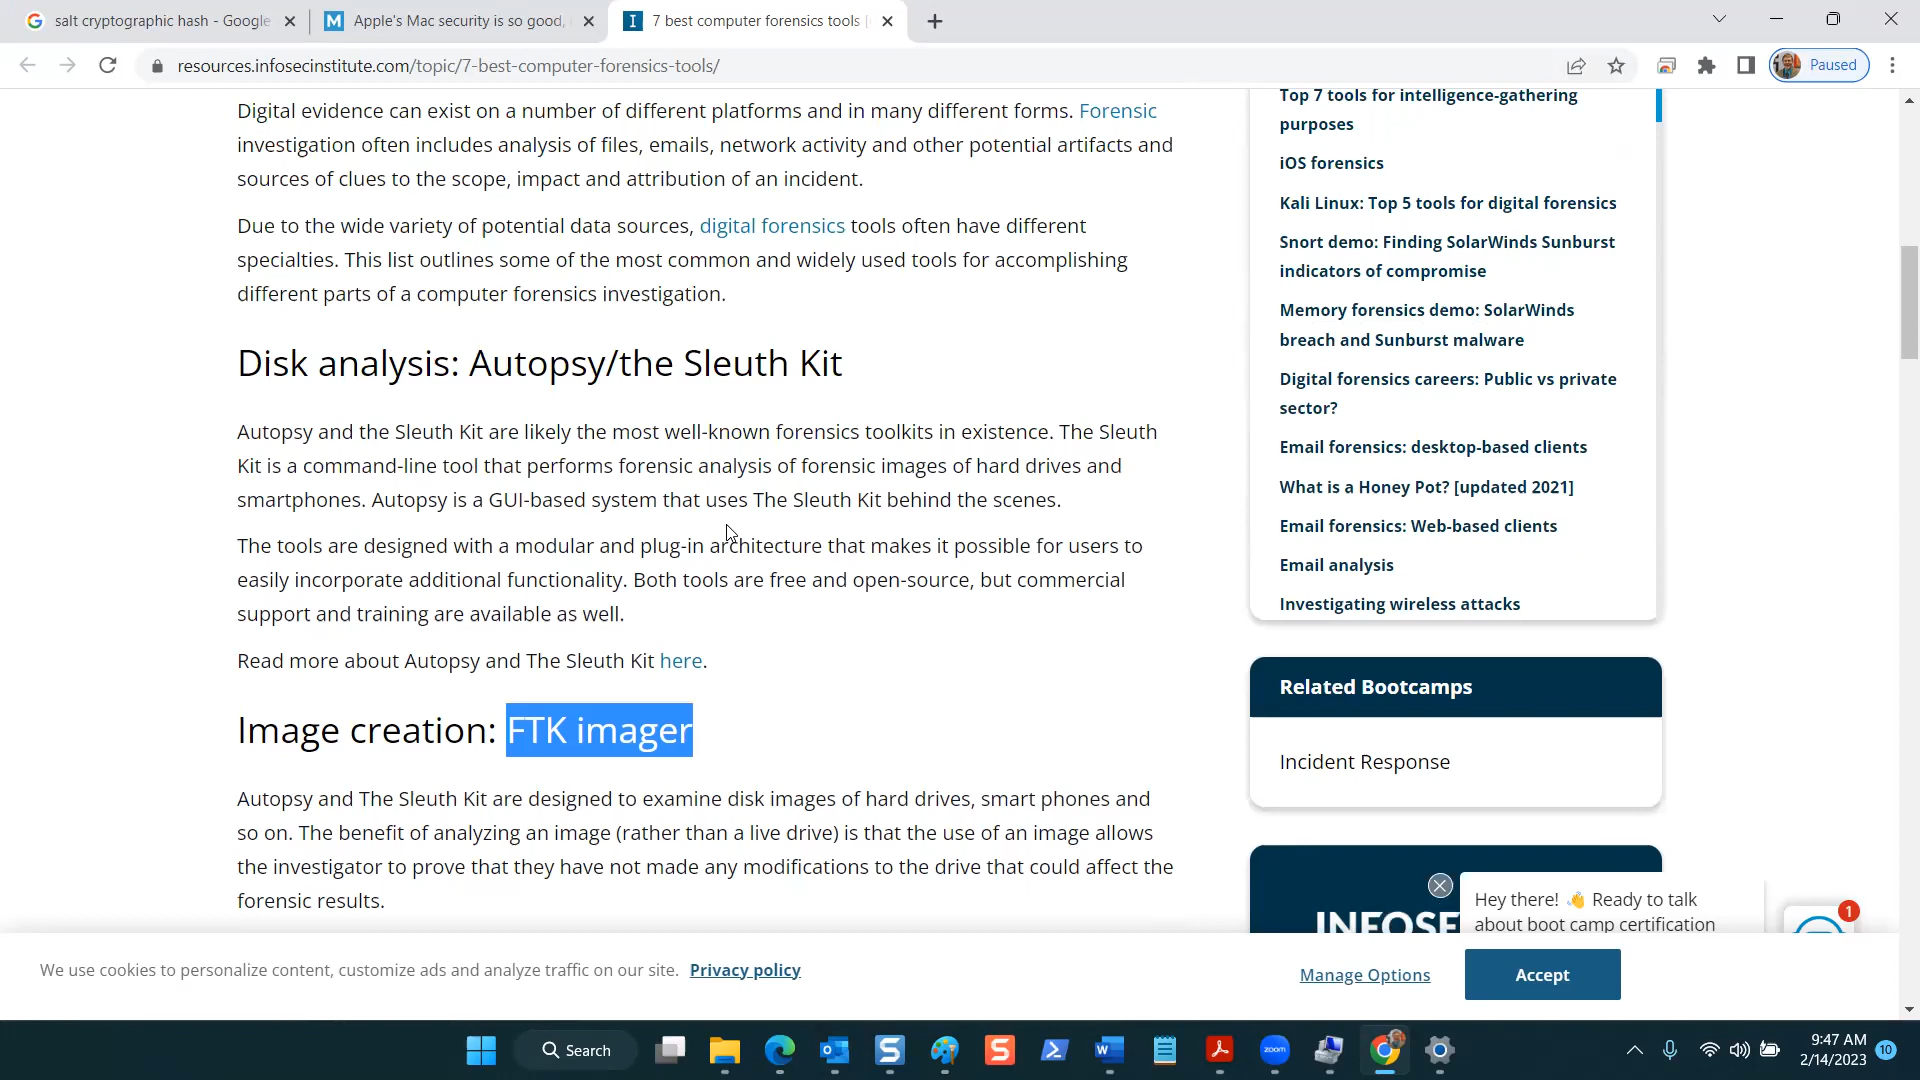 salt cryptographic hash - Google
Apple's Mac security is so good,
7 best computer forensics tools [
resources.infosecinstitute.com/topic/7-best-computer-forensics-tools/
Paused
Digital evidence can exist on a number of different platforms and in many different forms. Forensic
investigation often includes analysis of files, emails, network activity and other potential artifacts and
sources of clues to the scope, impact and attribution of an incident.
Due to the wide variety of potential data sources, digital forensics tools often have different
specialties. This list outlines some of the most common and widely used tools for accomplishing
different parts of a computer forensics investigation.
Disk analysis: Autopsy/the Sleuth Kit
Autopsy and the Sleuth Kit are likely the most well-known forensics toolkits in existence. The Sleuth
Kit is a command-line tool that performs forensic analysis of forensic images of hard drives and
smartphones. Autopsy is a GUI-based system that uses The Sleuth Kit behind the scenes.
The tools are designed with a modular and plug-in architecture that makes it possible for users to
easily incorporate additional functionality. Both tools are free and open-source, but commercial
support and training are available as well.
Read more about Autopsy and The Sleuth Kit here.
Image creation: FTK imager
Autopsy and The Sleuth Kit are designed to examine disk images of hard drives, smart phones and
so on. The benefit of analyzing an image (rather than a live drive) is that the use of an image allows
the investigator to prove that they have not made any modifications to the drive that could affect the
forensic results.
Top 7 tools for intelligence-gathering
purposes
iOS forensics
Kali Linux: Top 5 tools for digital forensics
Snort demo: Finding SolarWinds Sunburst
indicators of compromise
Memory forensics demo: SolarWinds
breach and Sunburst malware
Digital forensics careers: Public vs private
sector?
Email forensics: desktop-based clients
What is a Honey Pot? [updated 2021]
Email forensics: Web-based clients
Email analysis
Investigating wireless attacks
Related Bootcamps
Incident Response
INFOSE
Hey there! 👋 Ready to talk
about boot camp certification
1
We use cookies to personalize content, customize ads and analyze traffic on our site. Privacy policy
Manage Options
Accept
Search
zoom
9:47 AM
2/14/2023
10